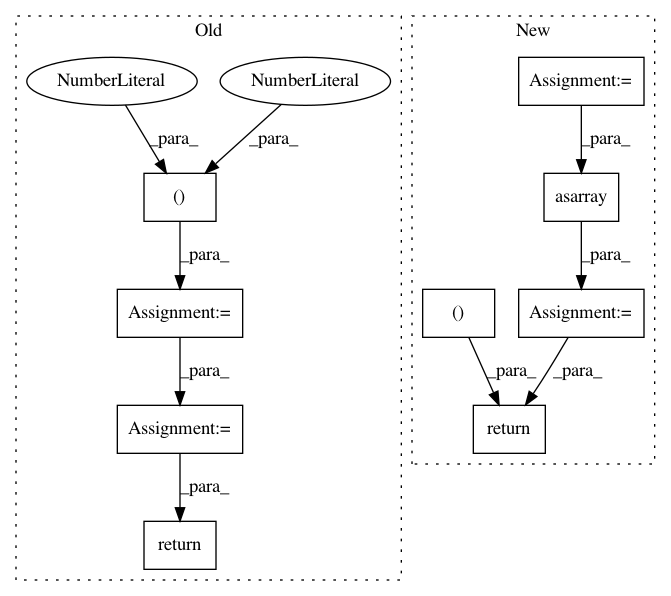 Old
New
NumberLiteral
NumberLiteral
Assignment:=
_para_
_para_
_para_
()
asarray
_para_
_para_
Assignment:=
()
Assignment:=
_para_
_para_
_para_
Assignment:=
return
_para_
return